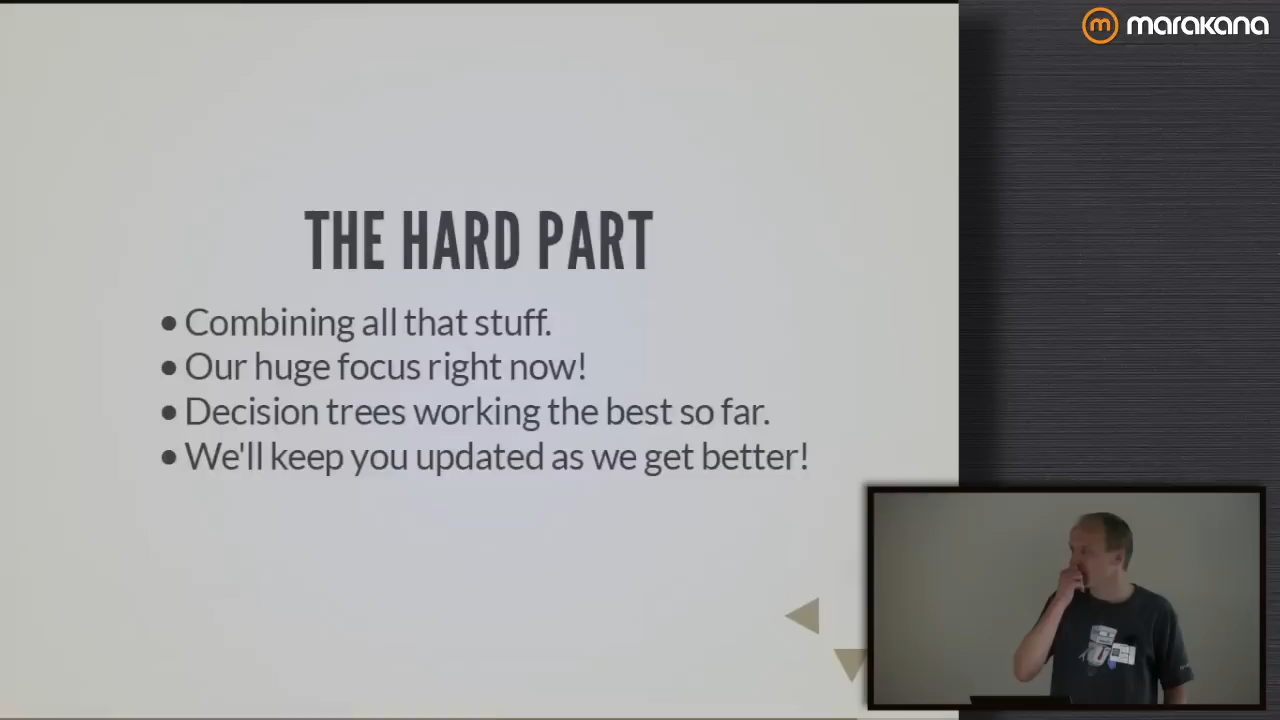 marakana
THE HARD PART
• Combining all that stuff.
• Our huge focus right now!
• Decision trees working the best so far.
• We'll keep you updated as we get better!